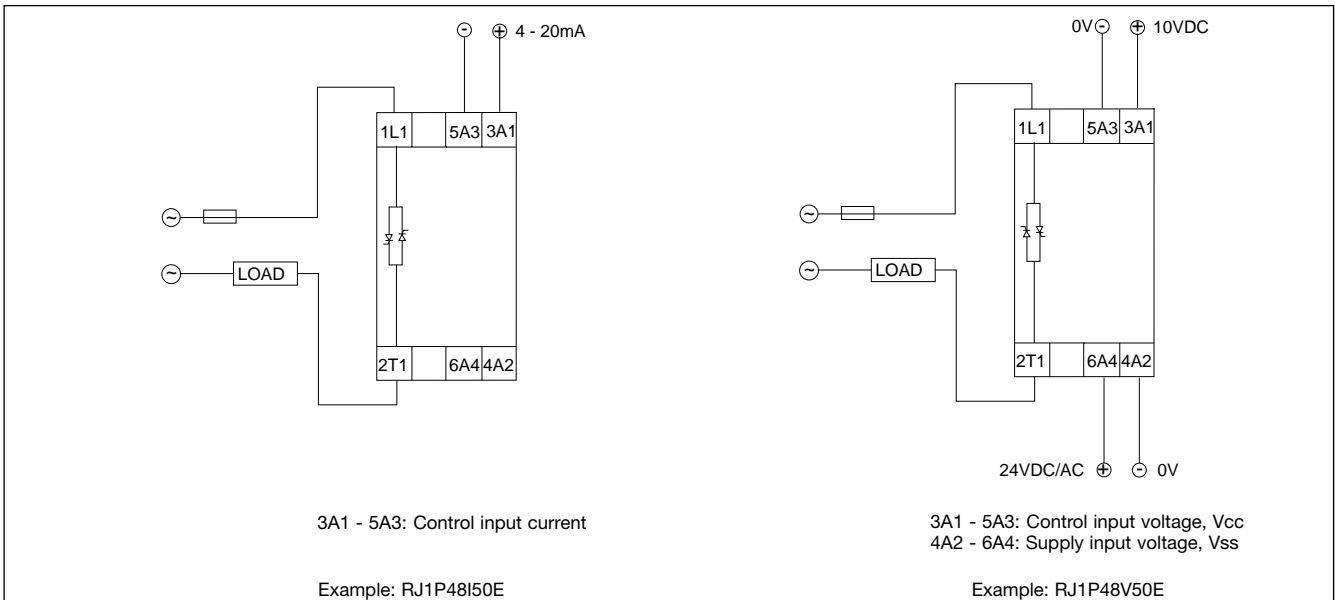 4 - 20mA
1L1 5A3 3A1
LOAD
2T1 6A4 4A2
3A1 - 5A3: Control input current
Example: RJ1P48I50E
0V 10VDC
1L1 5A3 3A1
LOAD
2T1 6A4 4A2
24VDC/AC 0V
3A1 - 5A3: Control input voltage, Vcc
4A2 - 6A4: Supply input voltage, Vss
Example: RJ1P48V50E